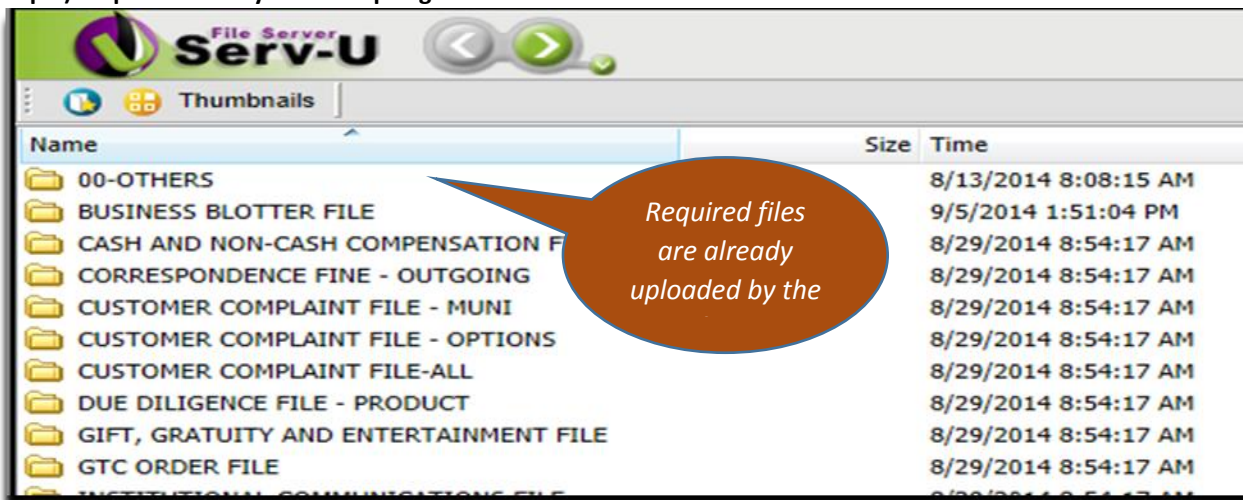 File Server
Serv-U
Thumbnails
Name Size Time
00-OTHERS 8/13/2014 8:08:15 AM
BUSINESS BLOTTER FILE 9/5/2014 1:51:04 PM
CASH AND NON-CASH COMPENSATION F 8/29/2014 8:54:17 AM
CORRESPONDENCE FINE - OUTGOING 8/29/2014 8:54:17 AM
CUSTOMER COMPLAINT FILE - MUNI 8/29/2014 8:54:17 AM
CUSTOMER COMPLAINT FILE - OPTIONS 8/29/2014 8:54:17 AM
CUSTOMER COMPLAINT FILE-ALL 8/29/2014 8:54:17 AM
DUE DILIGENCE FILE - PRODUCT 8/29/2014 8:54:17 AM
GIFT, GRATUITY AND ENTERTAINMENT FILE 8/29/2014 8:54:17 AM
GTC ORDER FILE 8/29/2014 8:54:17 AM
INSTITUTIONAL COMMUNICATIONS FILE
Required files
are already
uploaded by the